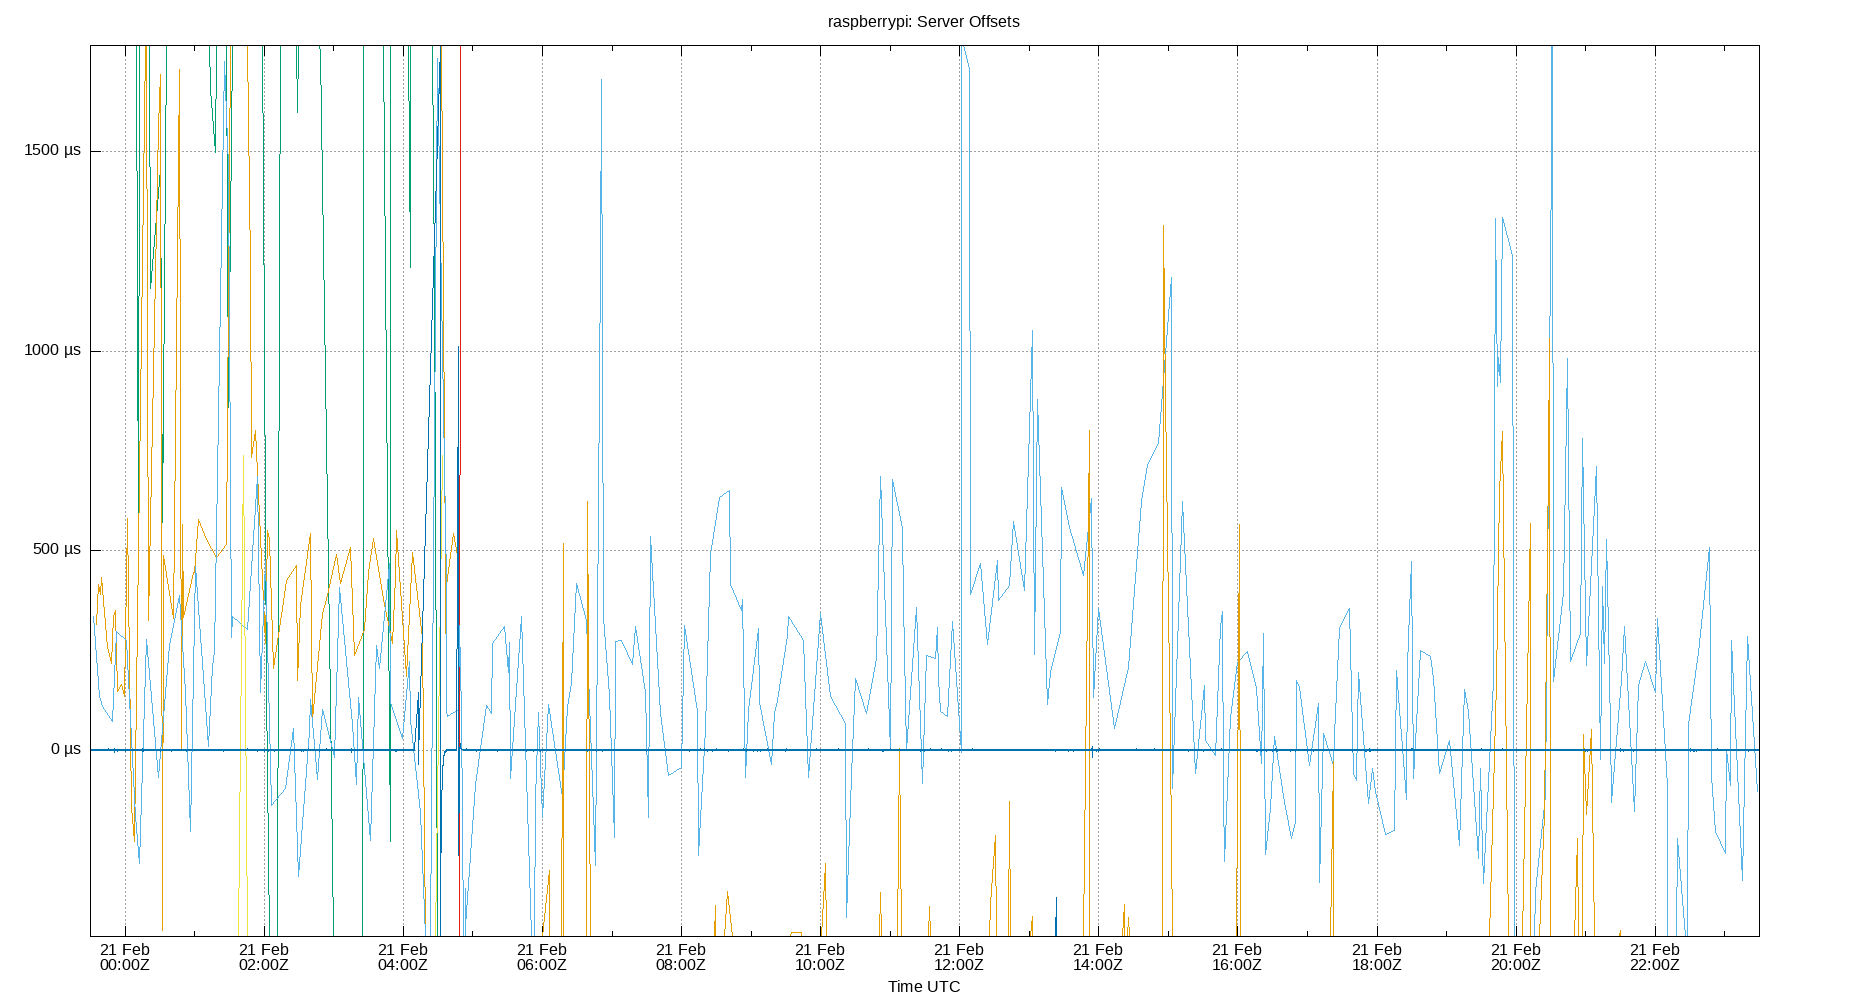 raspberrypi: Server Offsets
1500 µs
1000 µs
500 µs
0 µs
21 Feb 21 Feb 21 Feb 21 Feb 21 Feb 21 Feb 21 Feb 21 Feb 21 Feb 21 Feb 21 Feb 21 Feb
00:00Z 02:00Z 04:00Z 06:00Z 08:00Z 10:00Z 12:00Z 14:00Z 16:00Z 18:00Z 20:00Z 22:00Z
Time UTC